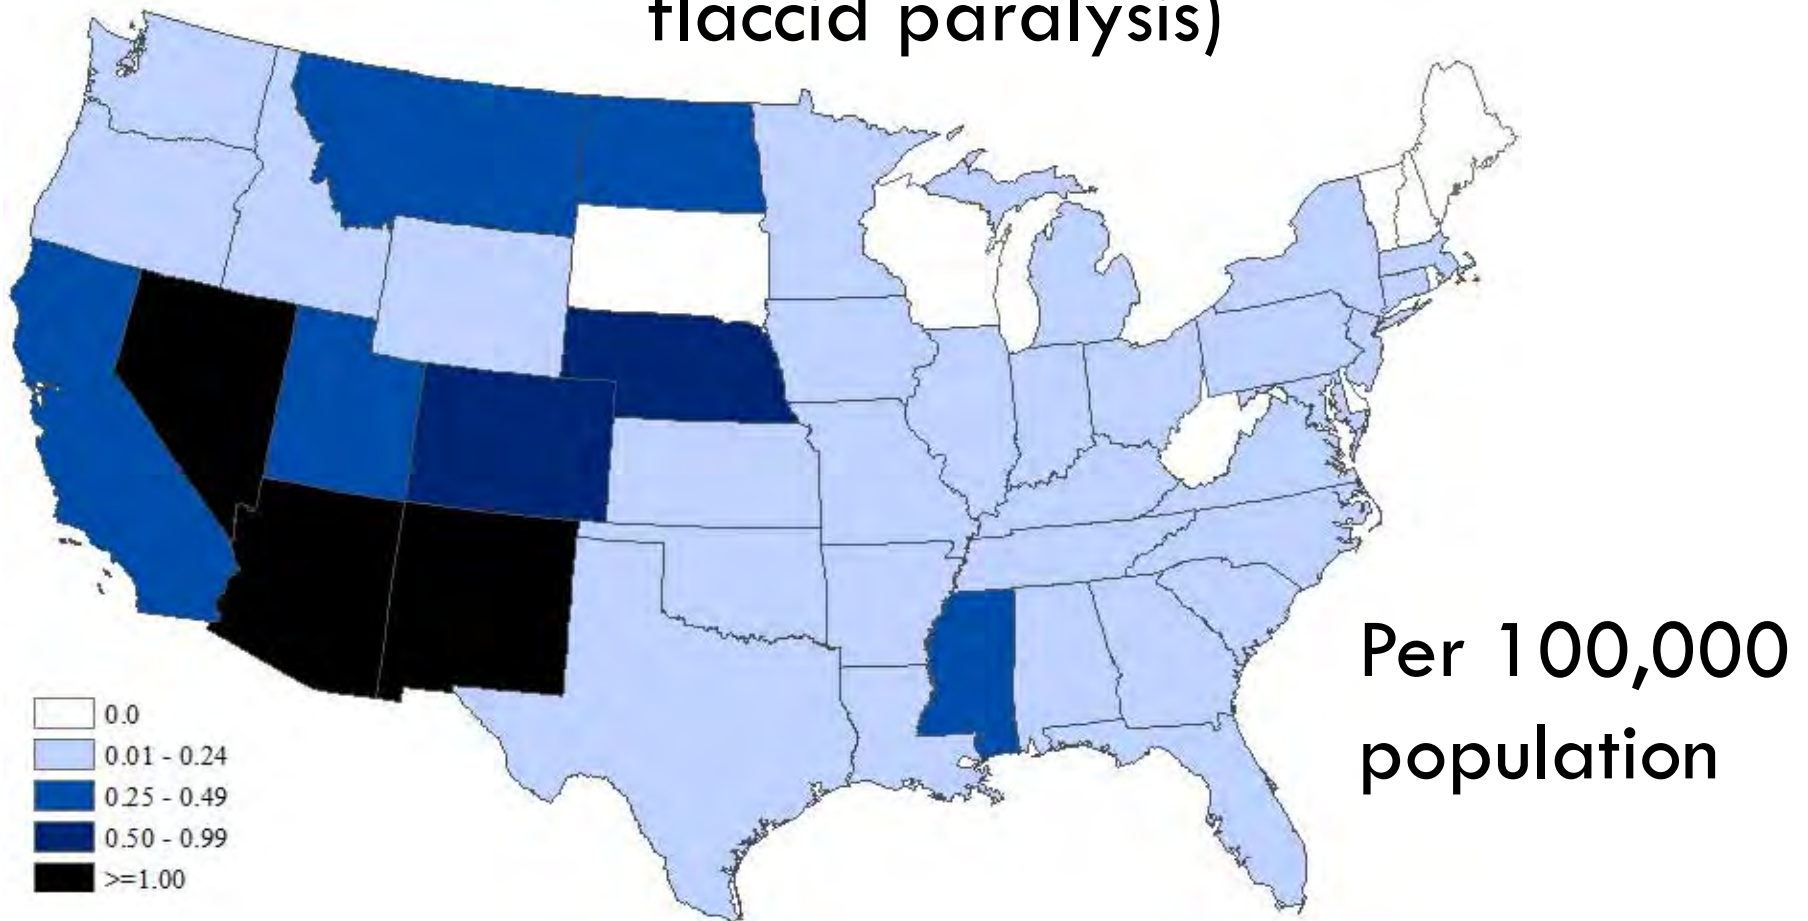 flaccid paralysis)
Per 100,000
population
0.0
0.01 - 0.24
0.25 - 0.49
0.50 - 0.99
>=1.00